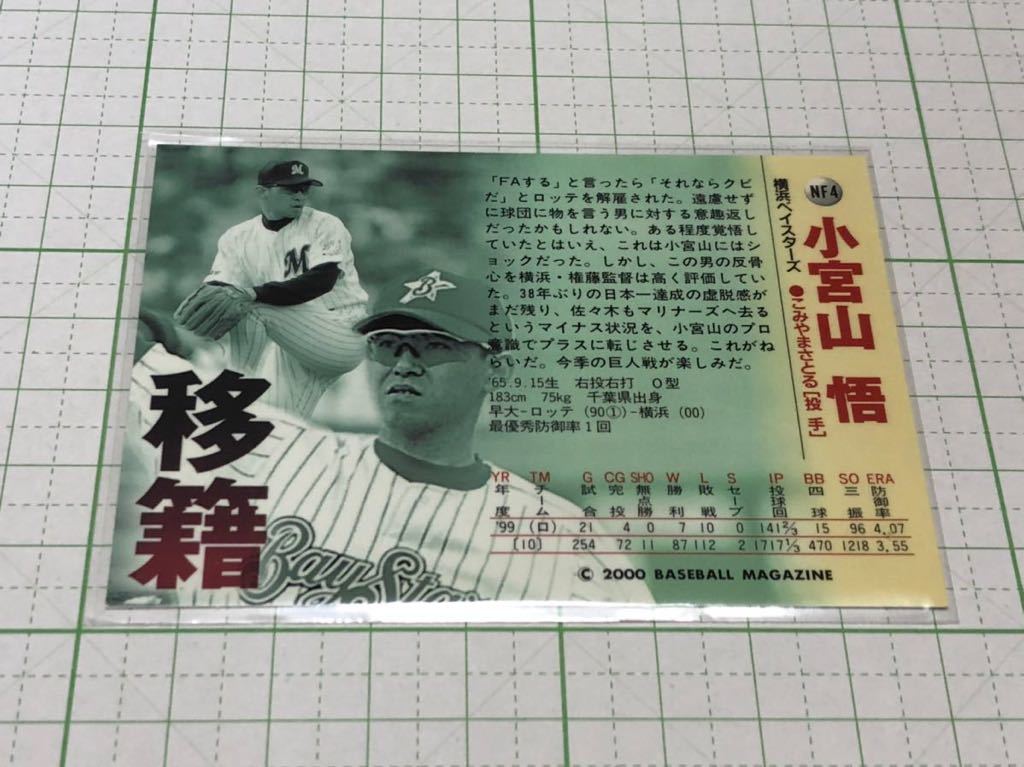 NF4
横浜ベイスターズ
小宮山 悟
●こみやまさとる[投 手]
「FAする」と言ったら「それならクビ
だ」とロッテを解雇された。遠慮せず
に球団に物を言う男に対する意趣返し
だったかもしれない。ある程度覚悟し
ていたとはいえ、これは小宮山にはシ
ョックだった。しかし、この男の反骨
心を横浜・権藤監督は高く評価してい
た。38年ぶりの日本一達成の虚脱感が
まだ残り、佐々木もマリナーズへ去る
というマイナス状況を、小宮山のプロ
意識でプラスに転じさせる。これがね
らいだ。今季の巨人戦が楽しみだ。
'65.9.15生 右投右打 O型
183cm 75kg 千葉県出身
早大-ロッテ(90①)-横浜(00)
最優秀防御率1回
移籍
M
M
B
BayStars
YR TM G CG SHO W L S IP BB SO ERA
年度 チーム 試合 完投 無点勝 勝利 敗戦 セーブ 投球回 四球 三振 防御率
'99 (ロ) 21 4 0 7 10 0 141 2/3 15 96 4.07
[10] 254 72 11 87 112 2 1717 1/3 470 1218 3.55
© 2000 BASEBALL MAGAZINE